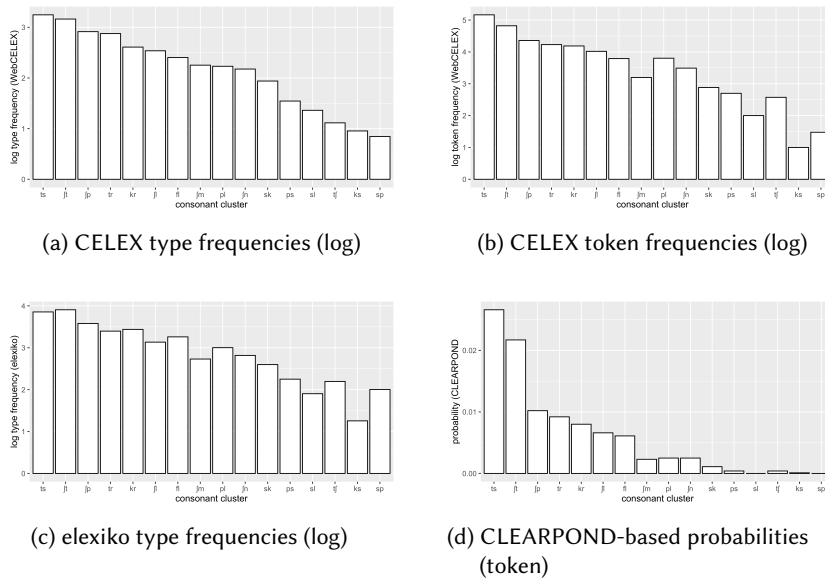 3
2
1
0
log type frequency (WebCELEX)
ts ʃt ʃp tr kr ʃl fl ʃm pl ʃn sk ps sl tʃ ks sp
consonant cluster
(a) CELEX type frequencies (log)
5
4
3
2
1
0
log token frequency (WebCELEX)
ts ʃt ʃp tr kr ʃl fl ʃm pl ʃn sk ps sl tʃ ks sp
consonant cluster
(b) CELEX token frequencies (log)
4
3
2
1
0
log type frequency (elexiko)
ts ʃt ʃp tr kr ʃl fl ʃm pl ʃn sk ps sl tʃ ks sp
consonant cluster
(c) elexiko type frequencies (log)
0.02
0.01
0.00
probability (CLEARPOND
ts ʃt ʃp tr kr ʃl fl ʃm pl ʃn sk ps sl tʃ ks sp
consonant cluster
(d) CLEARPOND-based probabilities
(token)